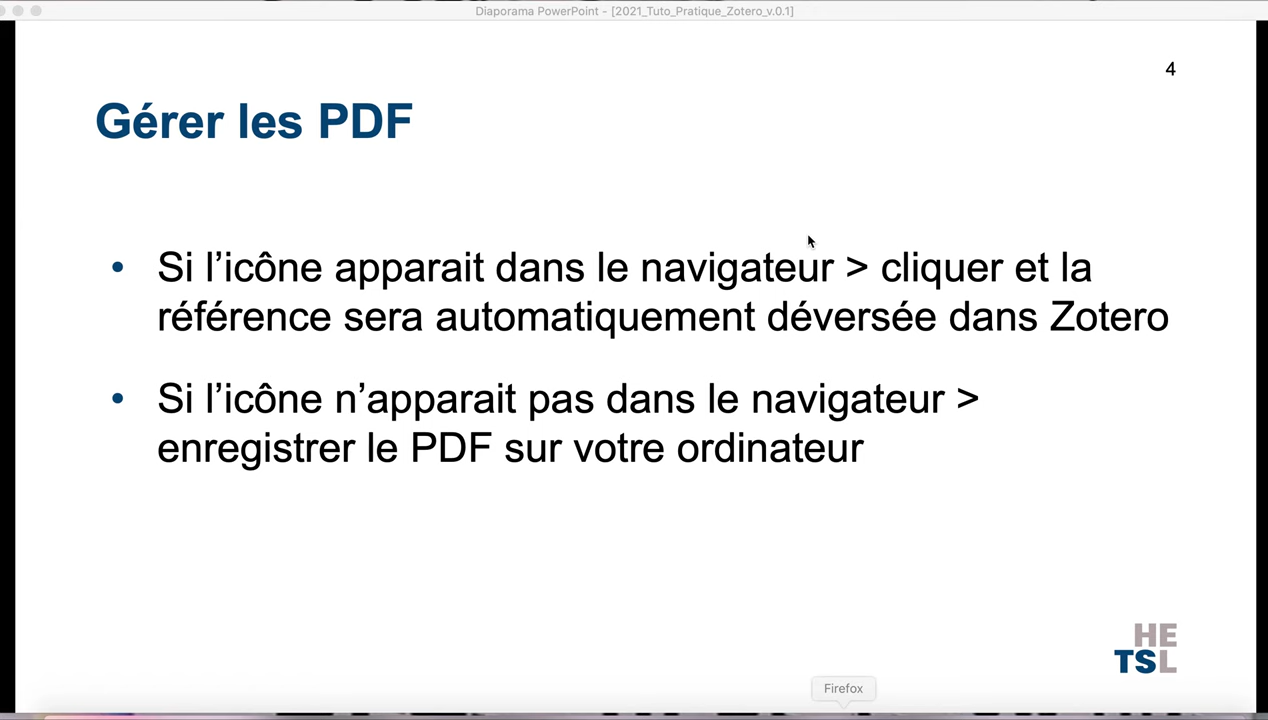 Diaporama PowerPoint - [2021_Tuto_Pratique_Zotero_v.0.1]
4
Gérer les PDF
• Si l’icône apparait dans le navigateur > cliquer et la
référence sera automatiquement déversée dans Zotero
• Si l’icône n’apparait pas dans le navigateur >
enregistrer le PDF sur votre ordinateur
HE
TSL
Firefox